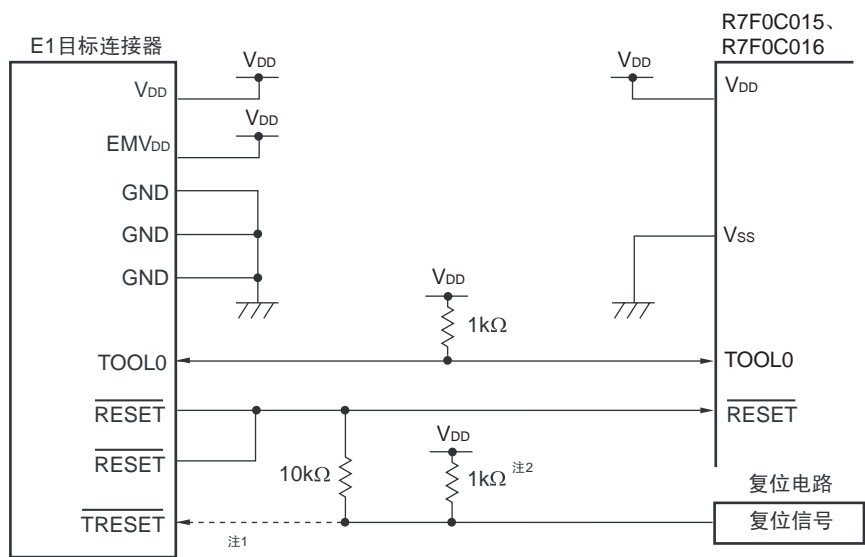 R7F0C015、
R7F0C016
E1目标连接器
VDD
VDD
VDD
VDD
VDD
EMVDD
GND
GND
GND
VSS
VDD
1kΩ
TOOL0
TOOL0
RESET
RESET
VDD
RESET
10kΩ
1kΩ 注2
复位电路
TRESET
注1
复位信号